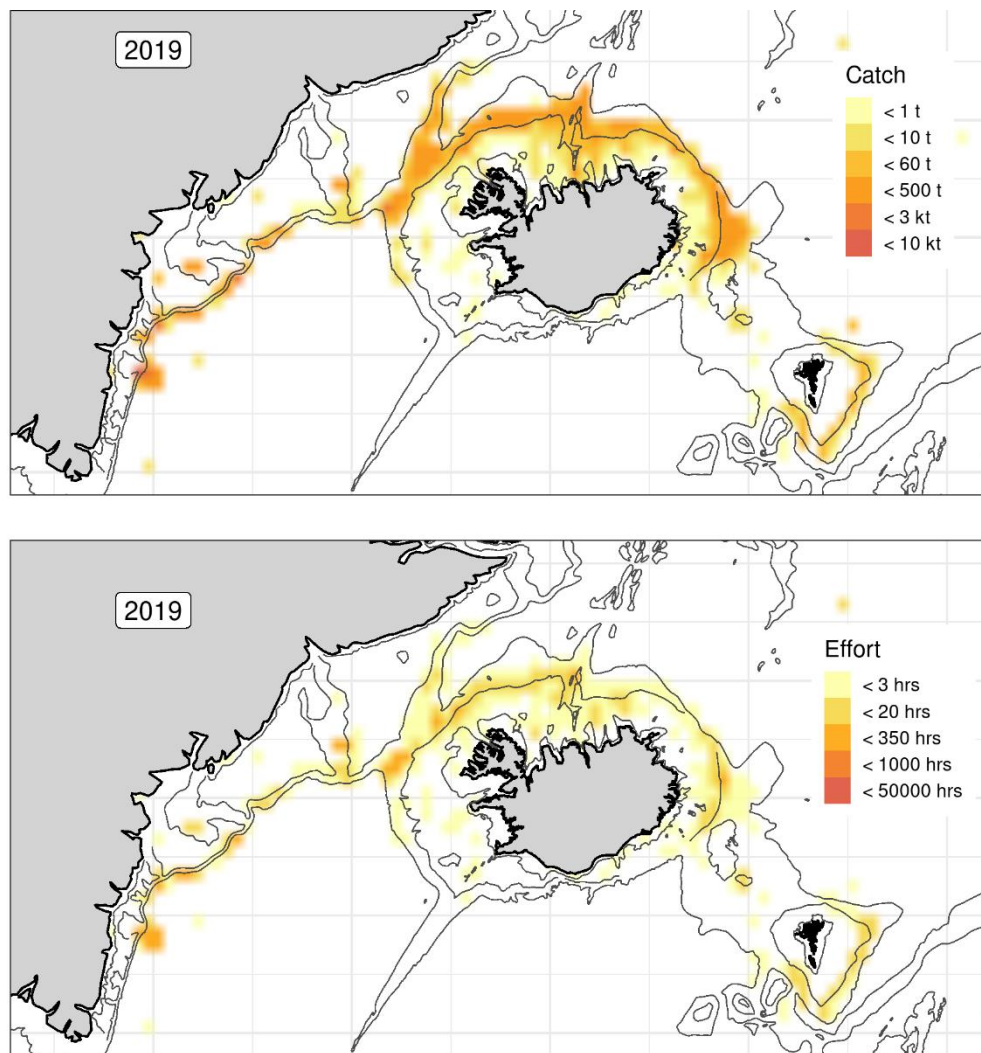 2019
Catch
< 1 t
< 10 t
< 60 t
< 500 t
< 3 kt
< 10 kt
2019
Effort
< 3 hrs
< 20 hrs
< 350 hrs
< 1000 hrs
< 50000 hrs